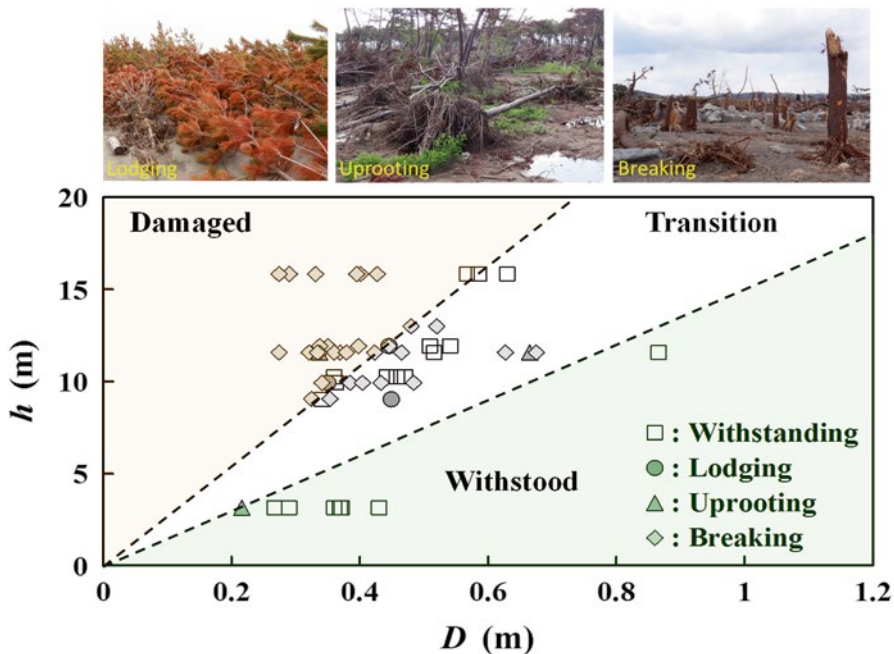 Lodging
Uprooting
Breaking
20
15
10
5
0
h (m)
Damaged
Transition
Withstood
: Withstanding
: Lodging
: Uprooting
: Breaking
0 0.2 0.4 0.6 0.8 1 1.2
D (m)